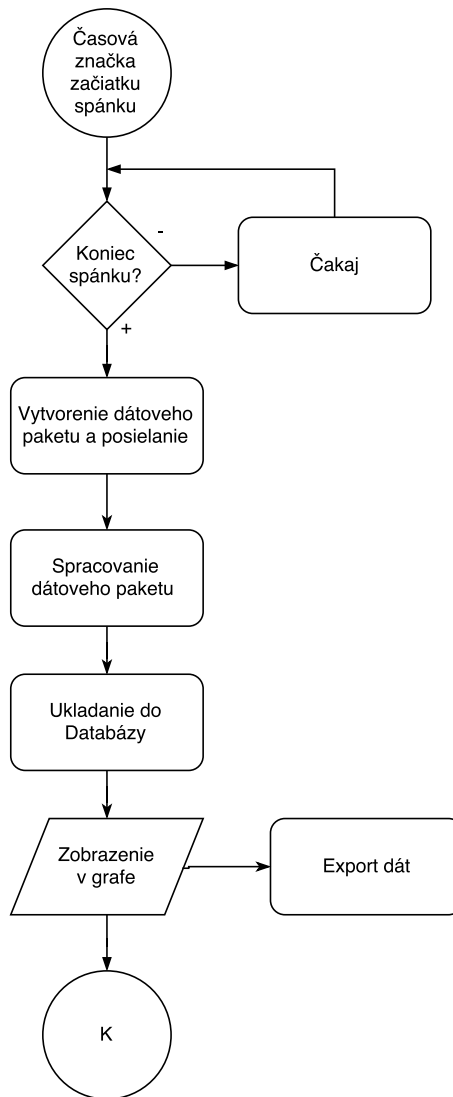 Časová
značka
začiatku
spánku
Koniec
spánku?
-
Čakaj
+
Vytvorenie dátoveho
paketu a posielanie
Spracovanie
dátoveho paketu
Ukladanie do
Databázy
Zobrazenie
v grafe
Export dát
K